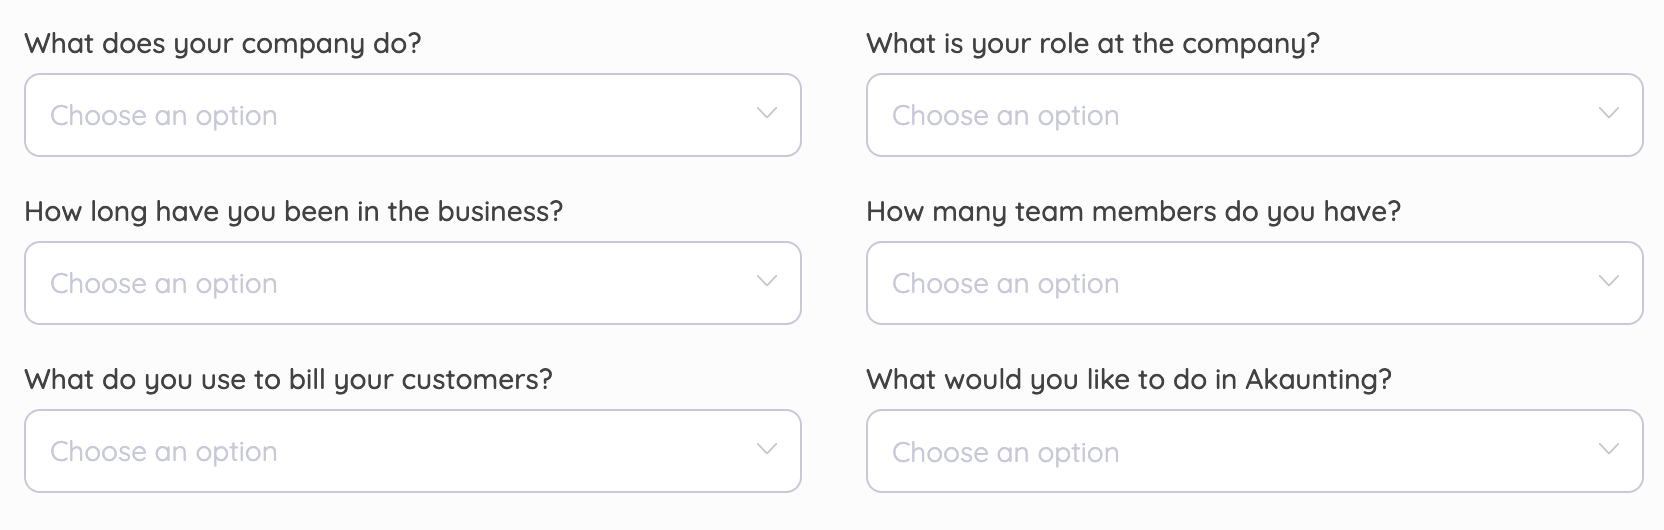 What does your company do?
Choose an option
What is your role at the company?
Choose an option
How long have you been in the business?
Choose an option
How many team members do you have?
Choose an option
What do you use to bill your customers?
Choose an option
What would you like to do in Akaunting?
Choose an option